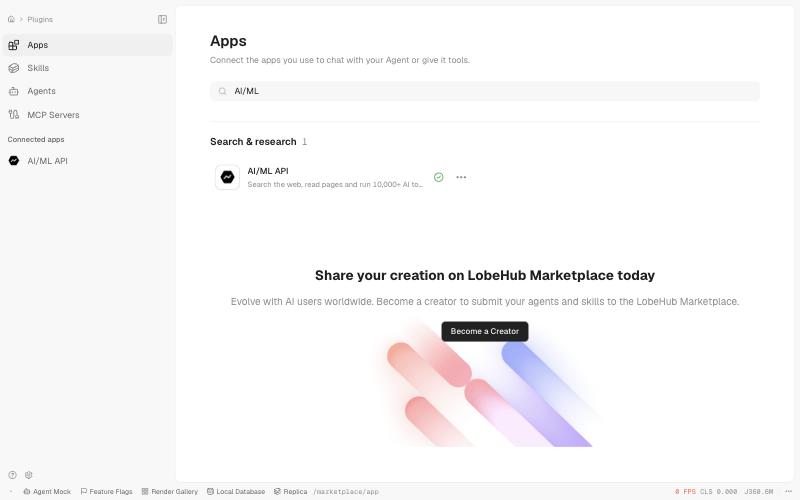 Plugins
Apps
Skills
Agents
MCP Servers
Connected apps
AI/ML API
Apps
Connect the apps you use to chat with your Agent or give it tools.
AI/ML
Search & research 1
AI/ML API
Search the web, read pages and run 10,000+ AI to...
Share your creation on LobeHub Marketplace today
Evolve with AI users worldwide. Become a creator to submit your agents and skills to the LobeHub Marketplace.
Become a Creator
Agent Mock Feature Flags Render Gallery Local Database Replica /marketplace/app 0 FPS CLS 0.000 J360.6M